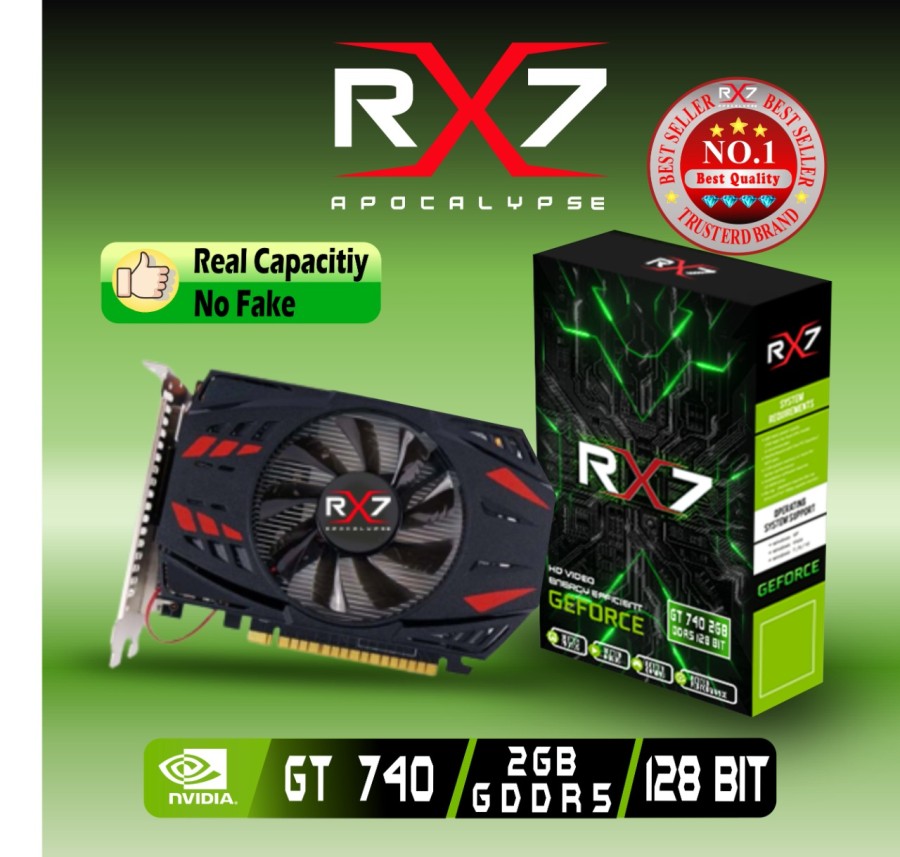 RX7
APOCALYPSE
RX7
BEST SELLER
BEST SELLER
NO.1
Best Quality
TRUSTERD BRAND
Real Capacitiy
No Fake
RX7
RX7
SYSTEM
REQUIREMENTS
RX7
APOCALYPSE
RX7
OPERATING
SYSTEM SUPPORT
HD VIDEO
ENERGY EFFICIENT
GEFORCE
GEFORCE
GT 740 2GB
DDR5 128 BIT
NVIDIA.
GT 740
2GB
GDDR5
128 BIT